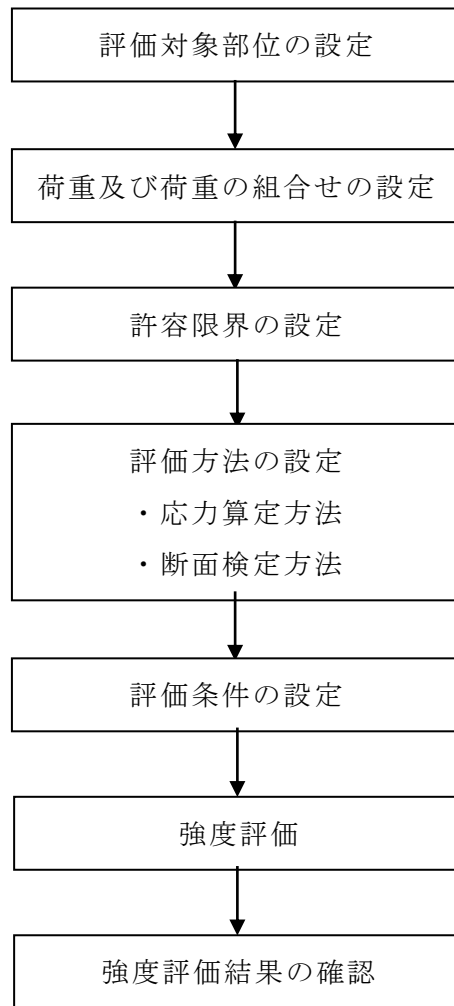 評価対象部位の設定
荷重及び荷重の組合せの設定
許容限界の設定
評価方法の設定
・応力算定方法
・断面検定方法
評価条件の設定
強度評価
強度評価結果の確認